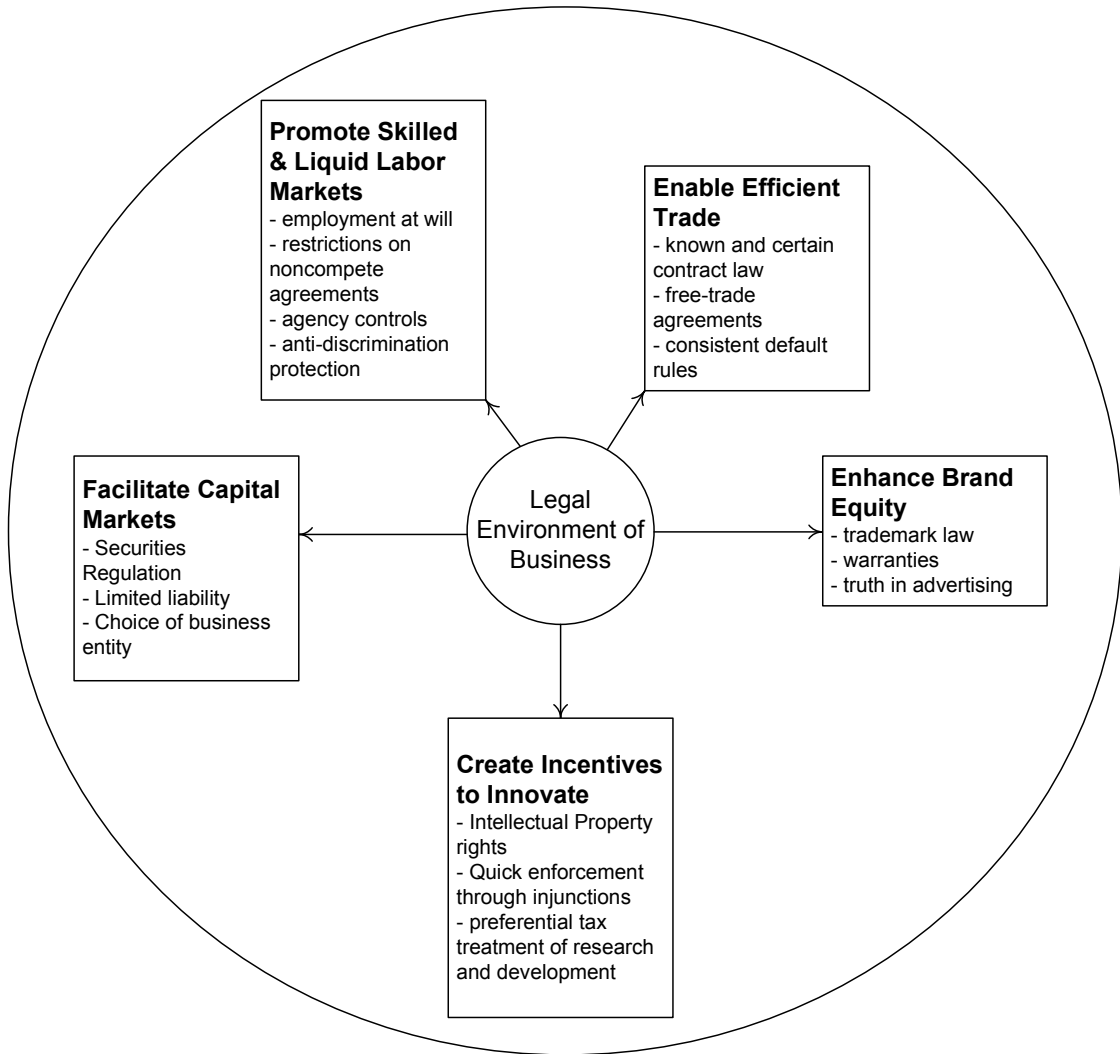 Promote Skilled
& Liquid Labor
Markets
- employment at will
- restrictions on
noncompete
agreements
- agency controls
- anti-discrimination
protection
Enable Efficient
Trade
- known and certain
contract law
- free-trade
agreements
- consistent default
rules
Facilitate Capital
Markets
- Securities
Regulation
- Limited liability
- Choice of business
entity
Legal
Environment of
Business
Enhance Brand
Equity
- trademark law
- warranties
- truth in advertising
Create Incentives
to Innovate
- Intellectual Property
rights
- Quick enforcement
through injunctions
- preferential tax
treatment of research
and development